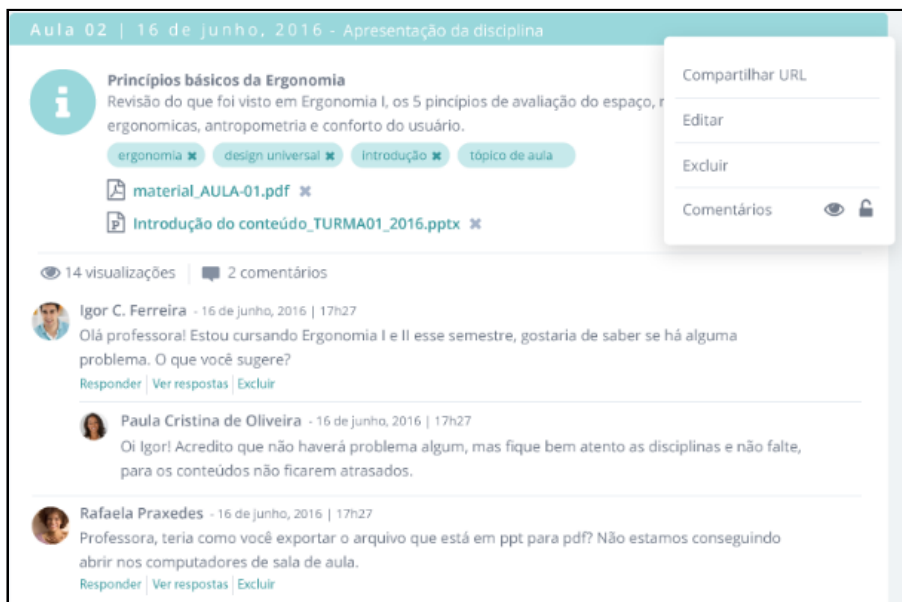 Aula 02 | 16 de junho, 2016 - Apresentação da disciplina
Compartilhar URL
Editar
Excluir
Comentários
Princípios básicos da Ergonomia
Revisão do que foi visto em Ergonomia I, os 5 pincípios de avaliação do espaço,
ergonomicas, antropometria e conforto do usuário.
ergonomia ✖ design universal ✖ introdução ✖ tópico de aula
material_AULA-01.pdf ✖
Introdução do conteúdo_TURMA01_2016.pptx ✖
14 visualizações | 2 comentários
Igor C. Ferreira - 16 de junho, 2016 | 17h27
Olá professora! Estou cursando Ergonomia I e II esse semestre, gostaria de saber se há alguma
problema. O que você sugere?
Responder | Ver respostas | Excluir
Paula Cristina de Oliveira - 16 de junho, 2016 | 17h27
Oi Igor! Acredito que não haverá problema algum, mas fique bem atento as disciplinas e não falte,
para os conteúdos não ficarem atrasados.
Rafaela Praxedes - 16 de junho, 2016 | 17h27
Professora, teria como você exportar o arquivo que está em ppt para pdf? Não estamos conseguindo
abrir nos computadores de sala de aula.
Responder | Ver respostas | Excluir